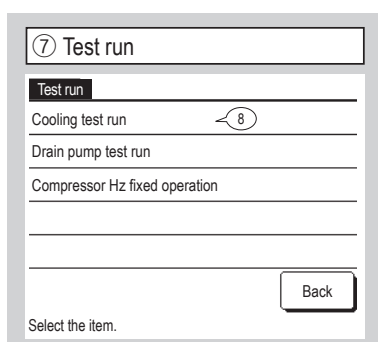 ⑦ Test run
Test run
Cooling test run ⑧
Drain pump test run
Compressor Hz fixed operation
Back
Select the item.